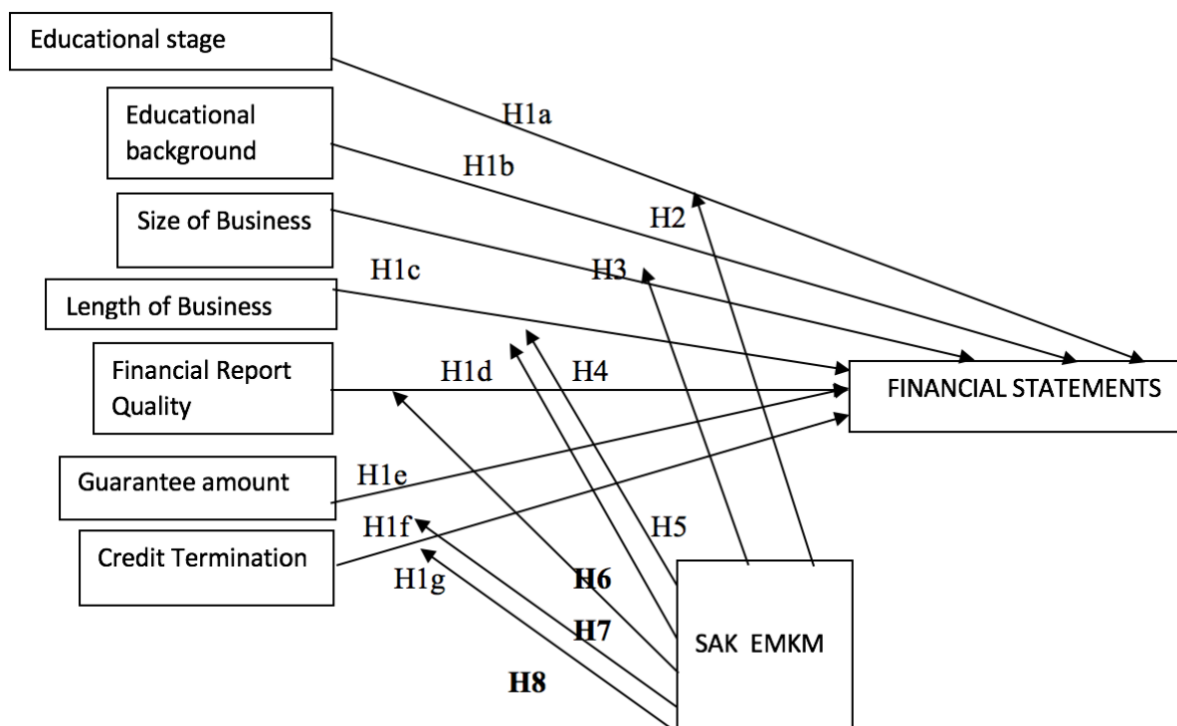 Educational stage
H1a
Educational
background
H1b
Size of Business
H2
H1c
H3
Length of Business
Financial Report
Quality
H1d
H4
FINANCIAL STATEMENTS
Guarantee amount
H1e
H1f
H5
Credit Termination
H1g
H6
H7
SAK EMKM
H8